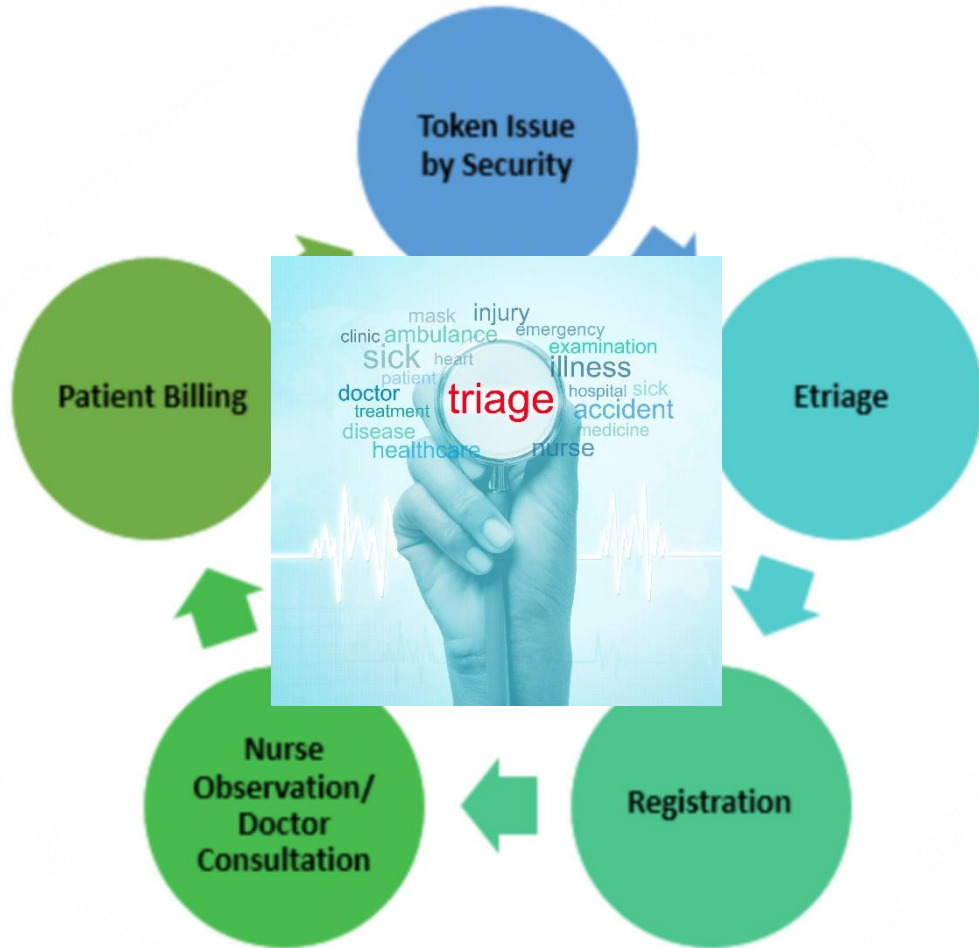 Token Issue
by Security
Patient Billing
Etriage
mask injury
clinic ambulance emergency
sick heart examination
patient illness
doctor triage hospital sick
treatment accident
disease medicine
healthcare nurse
Nurse
Observation/
Doctor
Consultation
Registration